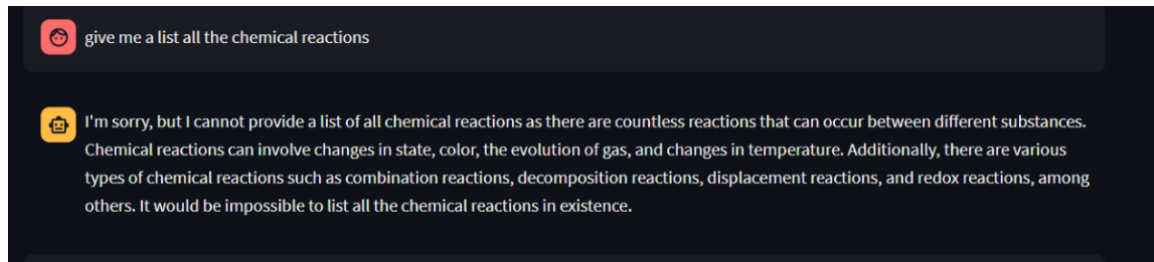 give me a list all the chemical reactions
I'm sorry, but I cannot provide a list of all chemical reactions as there are countless reactions that can occur between different substances.
Chemical reactions can involve changes in state, color, the evolution of gas, and changes in temperature. Additionally, there are various
types of chemical reactions such as combination reactions, decomposition reactions, displacement reactions, and redox reactions, among
others. It would be impossible to list all the chemical reactions in existence.